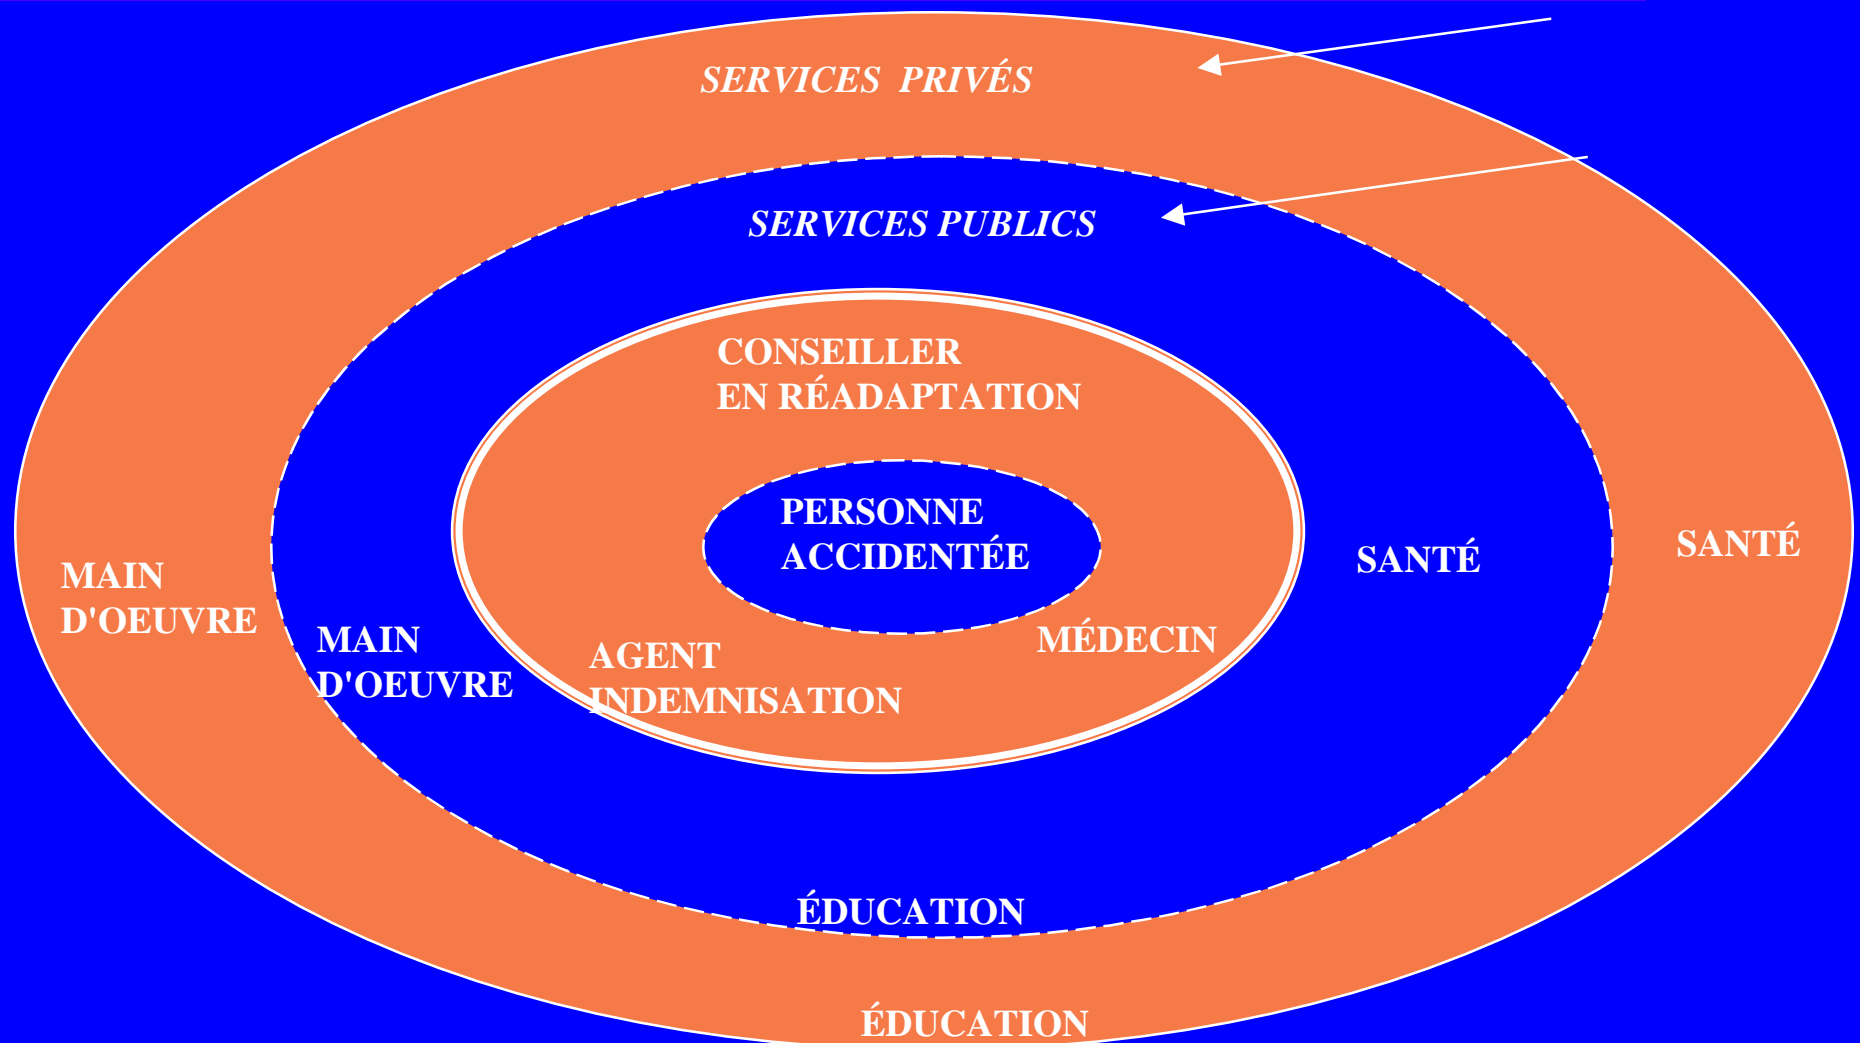 SERVICES PRIVÉS
SERVICES PUBLICS
CONSEILLER
EN RÉADAPTATION
PERSONNE
ACCIDENTÉE
SANTÉ
SANTÉ
MAIN
D'OEUVRE
MAIN
D'OEUVRE
AGENT
INDEMNISATION
MÉDECIN
ÉDUCATION
ÉDUCATION